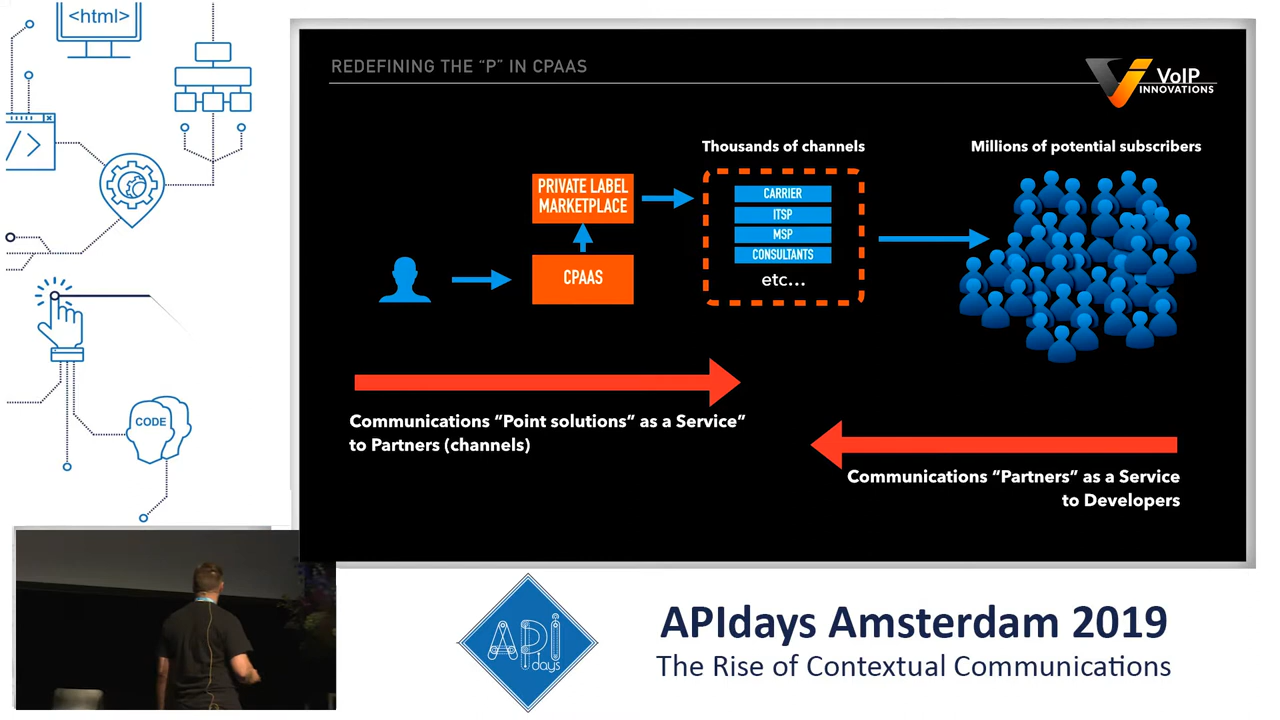 <html>
</>
CODE
REDEFINING THE “P” IN CPAAS
VoIP
INNOVATIONS
Thousands of channels
Millions of potential subscribers
PRIVATE LABEL
MARKETPLACE
CPAAS
CARRIER
ITSP
MSP
CONSULTANTS
etc...
Communications “Point solutions” as a Service”
to Partners (channels)
Communications “Partners” as a Service
to Developers
API
days
APIdays Amsterdam 2019
The Rise of Contextual Communications